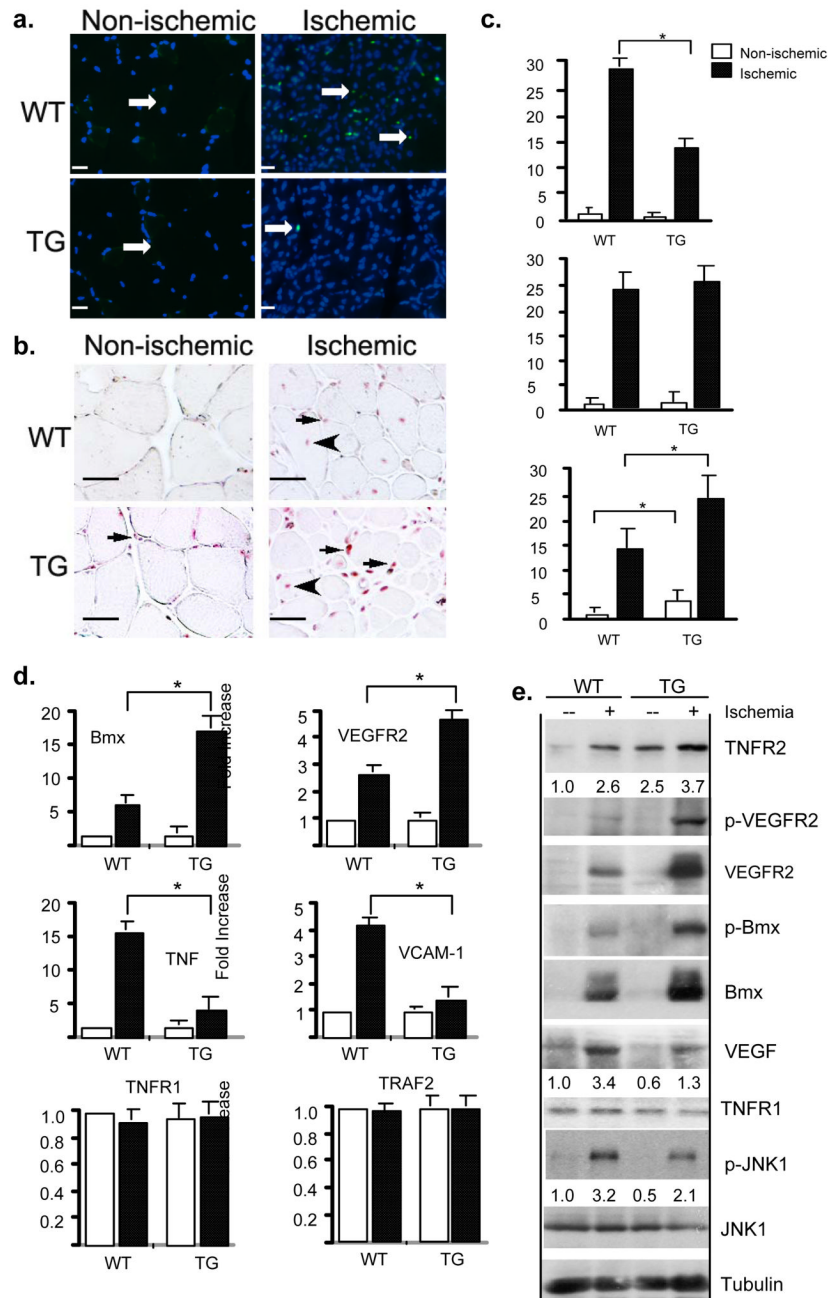 a.
Non-ischemic Ischemic
WT
TG
b.
Non-ischemic Ischemic
WT
TG
c.
Non-ischemic
Ischemic
*
30
25
20
15
10
5
0
WT TG
30
25
20
15
10
5
0
WT TG
*
*
30
25
20
15
10
5
0
WT TG
d.
*
20
15
10
5
Bmx
WT TG
Fold Increase
*
5
4
3
2
1
0
VEGFR2
WT TG
*
20
15
10
5
TNF
WT TG
Fold Increase
*
5
4
3
2
1
VCAM-1
WT TG
TNFR1
1.0
0.8
0.6
0.4
0.2
WT TG
TRAF2
1.0
0.8
0.6
0.4
0.2
WT TG
e.
WT TG
-- + -- + Ischemia
TNFR2
1.0 2.6 2.5 3.7
p-VEGFR2
VEGFR2
p-Bmx
Bmx
VEGF
1.0 3.4 0.6 1.3
TNFR1
p-JNK1
1.0 3.2 0.5 2.1
JNK1
Tubulin